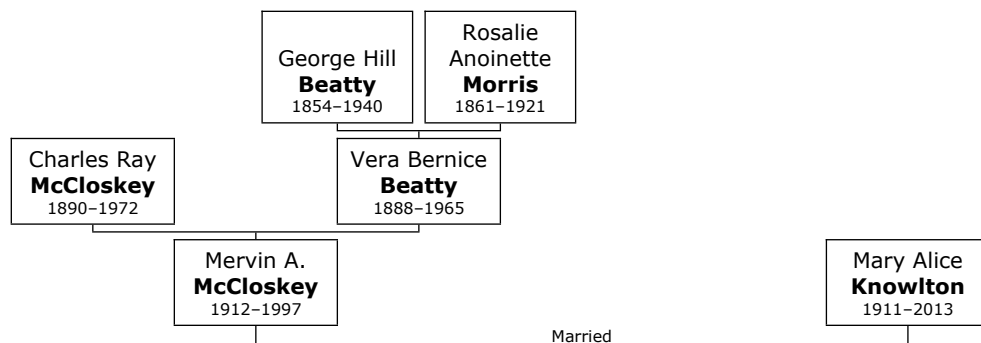 George Hill
Beatty
1854–1940
Rosalie
Anoinette
Morris
1861–1921
Charles Ray
McCloskey
1890–1972
Vera Bernice
Beatty
1888–1965
Mervin A.
McCloskey
1912–1997
Mary Alice
Knowlton
1911–2013
Married